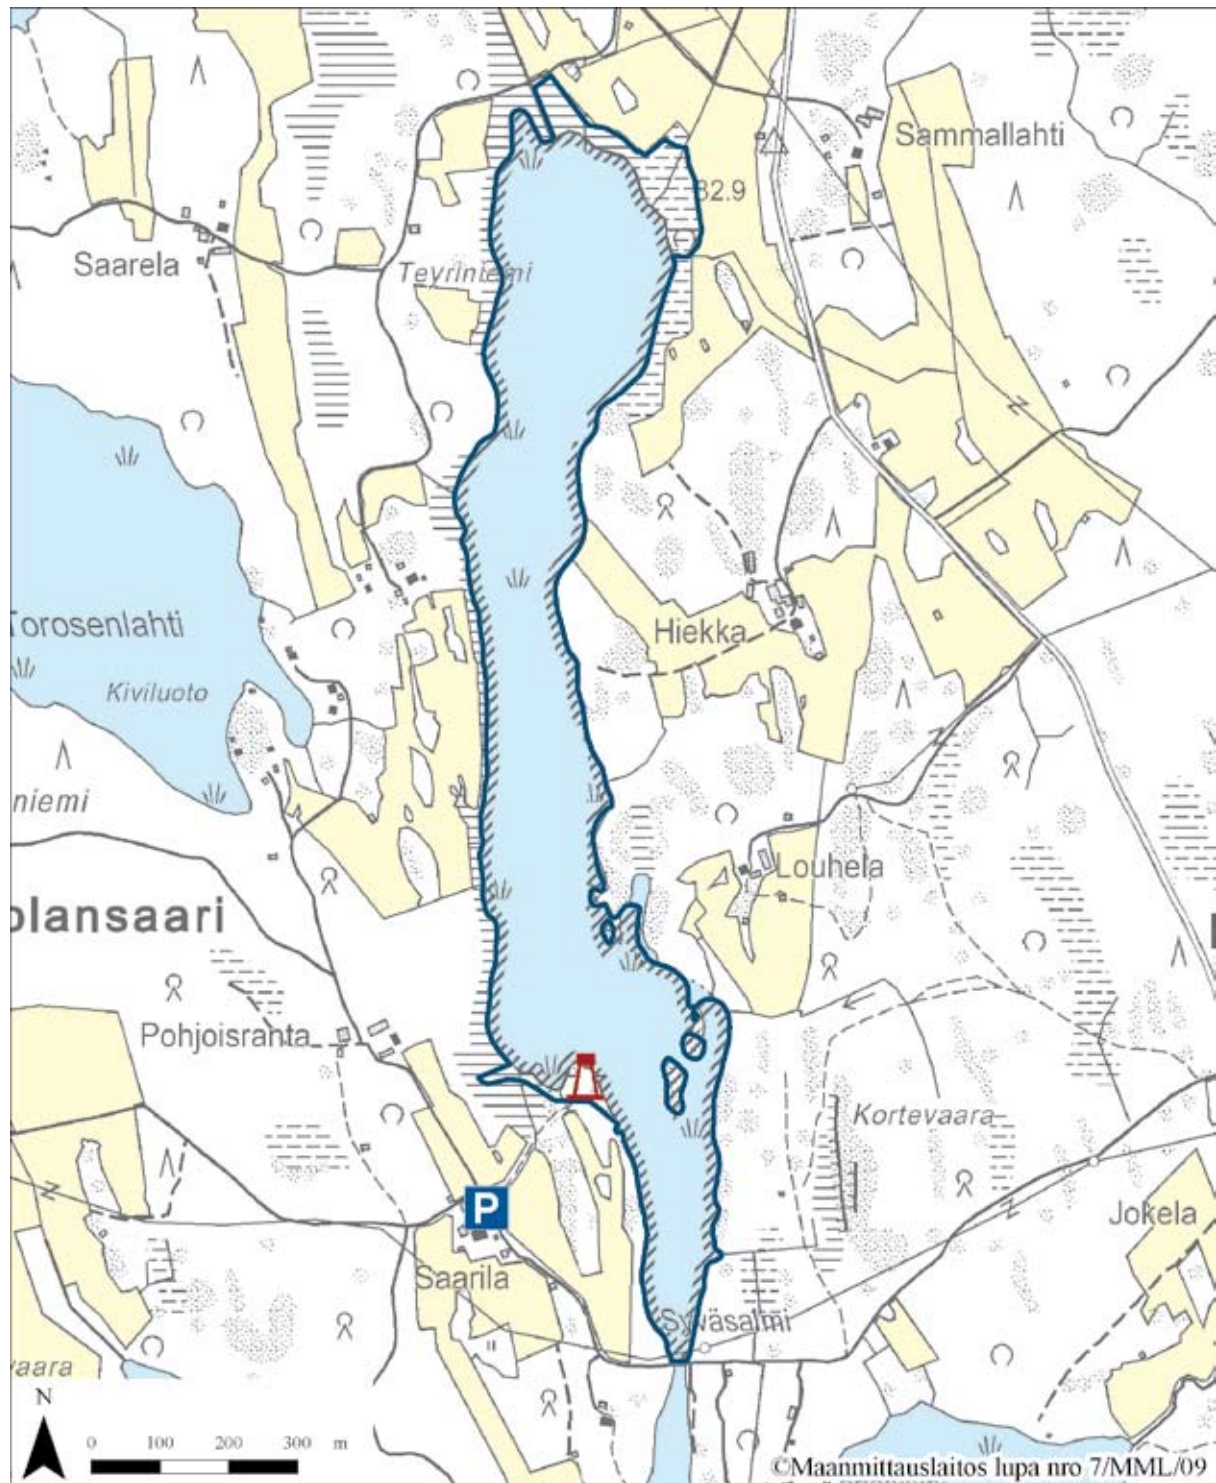 Sammallahti
82.9
Saarela
Teyriniemi
Torosenlahti
Hiekka
Kiviluoto
niemi
Louhela
olansaari
Pohjoisranta
Kortevaara
P
Jokela
Saarila
Syväsalmi
vaara
N
0 100 200 300 m
©Maanmittauslaitos lupa nro 7/MML/09